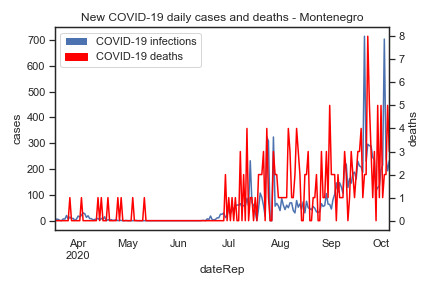 New COVID-19 daily cases and deaths - Montenegro
COVID-19 infections
COVID-19 deaths
cases
700
600
500
400
300
200
100
0
deaths
8
7
6
5
4
3
2
1
0
Apr May Jun Jul Aug Sep Oct
2020
dateRep